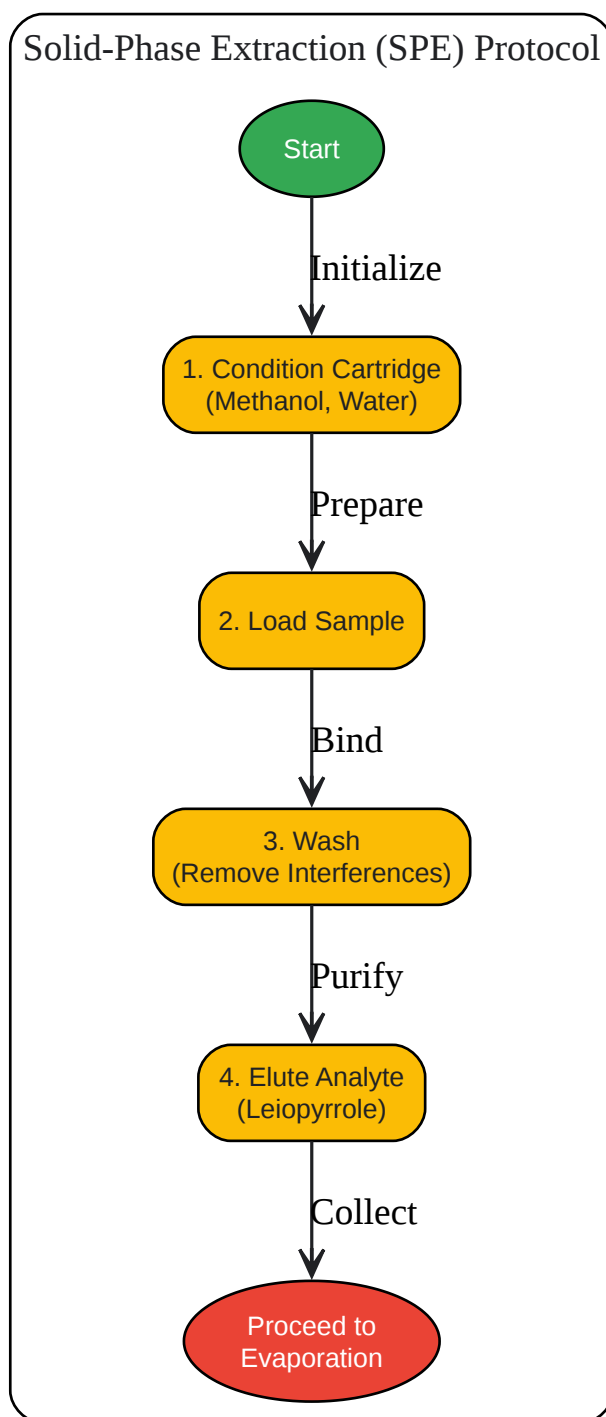 Solid-Phase Extraction (SPE) Protocol
Start
Initialize
1. Condition Cartridge
(Methanol, Water)
Prepare
2. Load Sample
Bind
3. Wash
(Remove Interferences)
Purify
4. Elute Analyte
(Leiopyrrole)
Collect
Proceed to
Evaporation